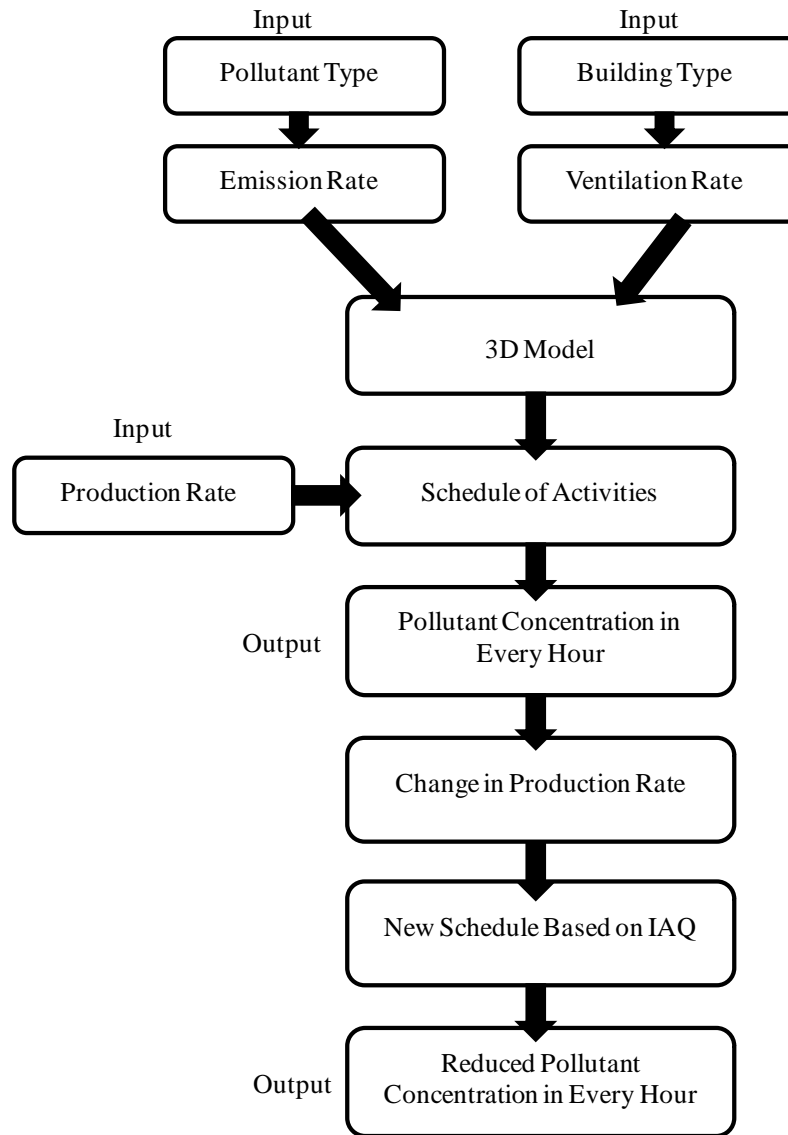 Input
Input
Pollutant Type
Building Type
Emission Rate
Ventilation Rate
3D Model
Input
Production Rate
Schedule of Activities
Output
Pollutant Concentration in
Every Hour
Change in Production Rate
New Schedule Based on IAQ
Output
Reduced Pollutant
Concentration in Every Hour